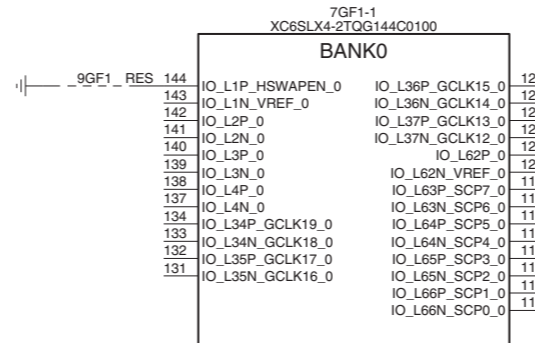 7GF1-1
XC6SLX4-2TQG144C0100
BANK0
9GF1 RES 144 IO_L1P_HSWAPEN_0 IO_L36P_GCLK15_0
143 IO_L1N_VREF_0 IO_L36N_GCLK14_0
142 IO_L2P_0 IO_L37P_GCLK13_0
141 IO_L2N_0 IO_L37N_GCLK12_0
140 IO_L3P_0 IO_L62P_0
139 IO_L3N_0 IO_L62N_VREF_0
138 IO_L4P_0 IO_L63P_SCP7_0
137 IO_L4N_0 IO_L63N_SCP6_0
134 IO_L34P_GCLK19_0 IO_L64P_SCP5_0
133 IO_L34N_GCLK18_0 IO_L64N_SCP4_0
132 IO_L35P_GCLK17_0 IO_L65P_SCP3_0
131 IO_L35N_GCLK16_0 IO_L65N_SCP2_0
IO_L66P_SCP1_0
IO_L66N_SCP0_0